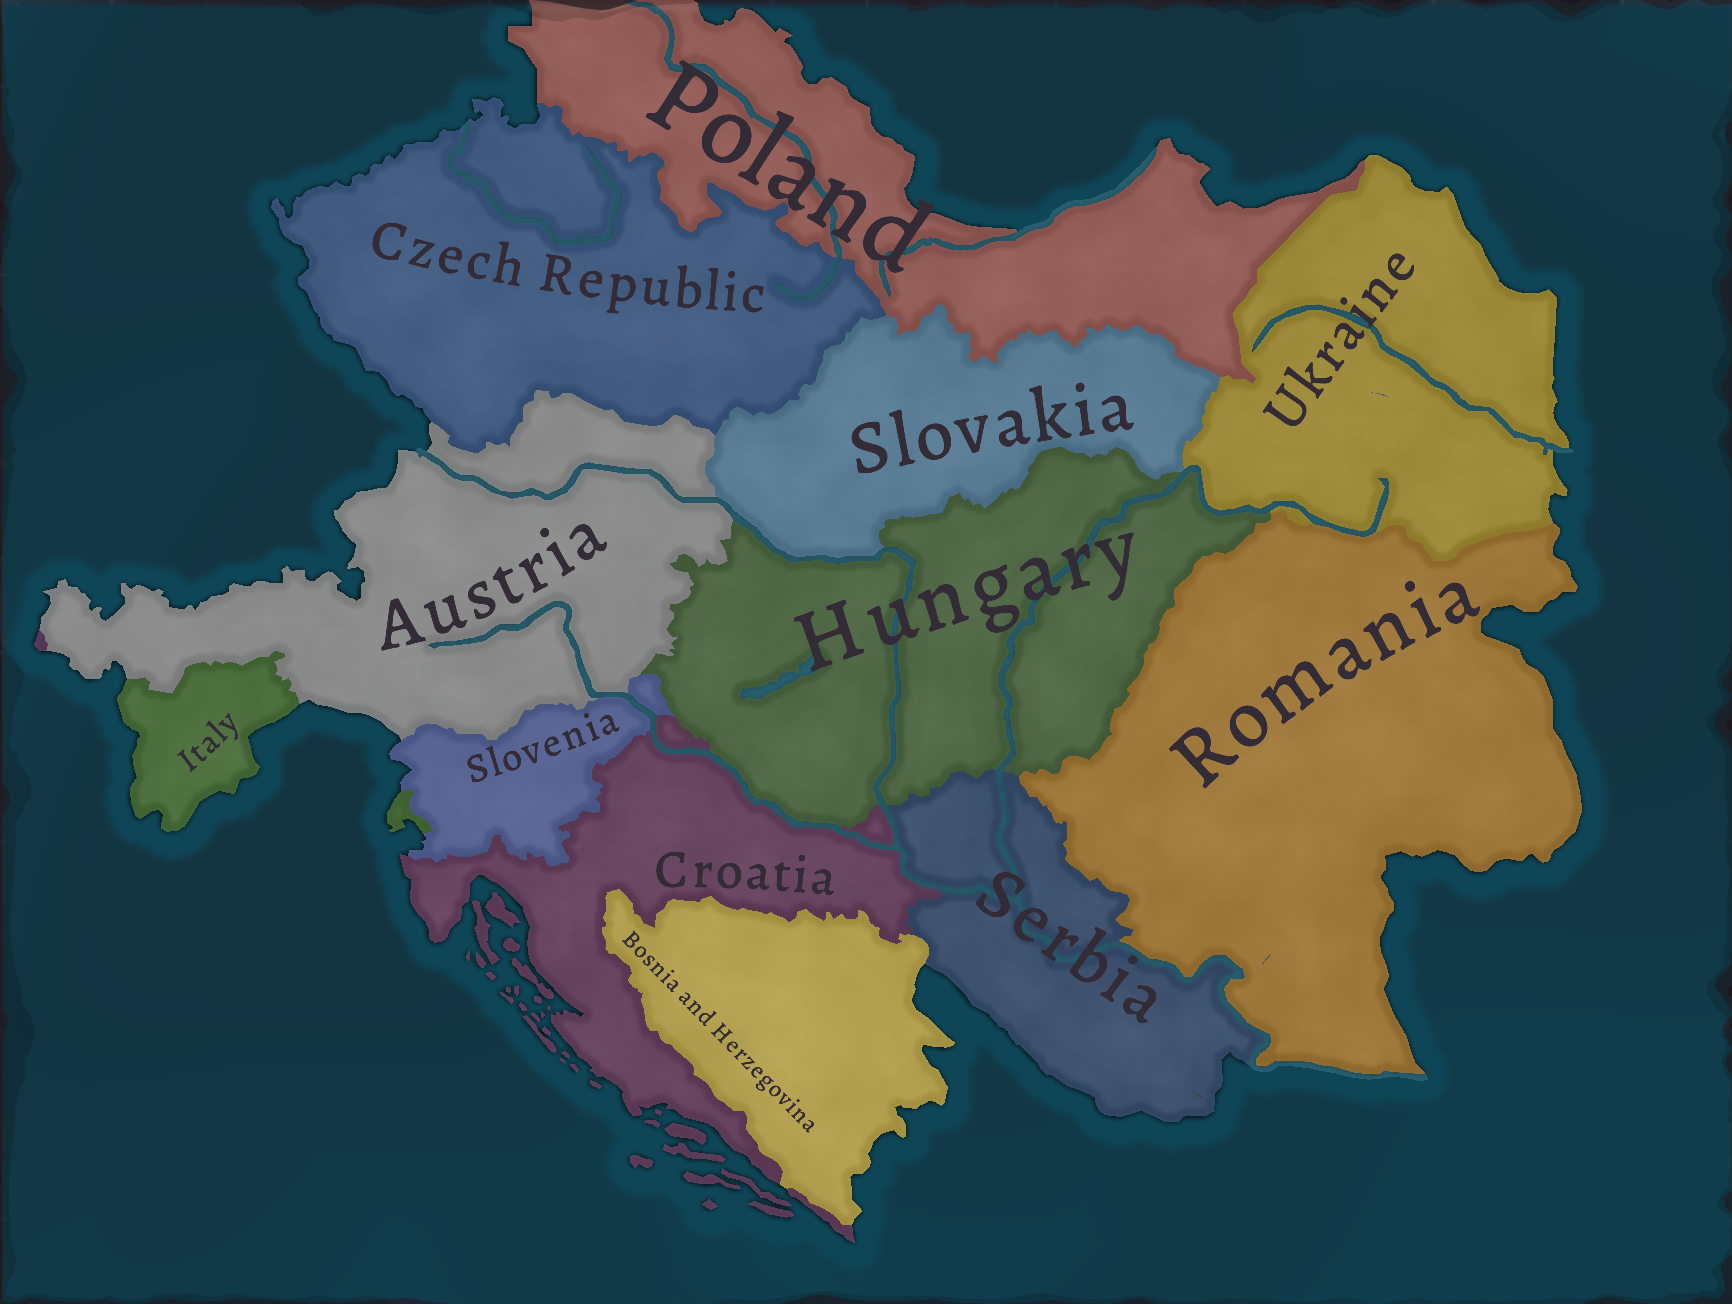 Poland
Czech Republic
Ukraine
Slovakia
Austria
Hungary
Romania
Italy
Slovenia
Croatia
Serbia
Bosnia and Herzegovina